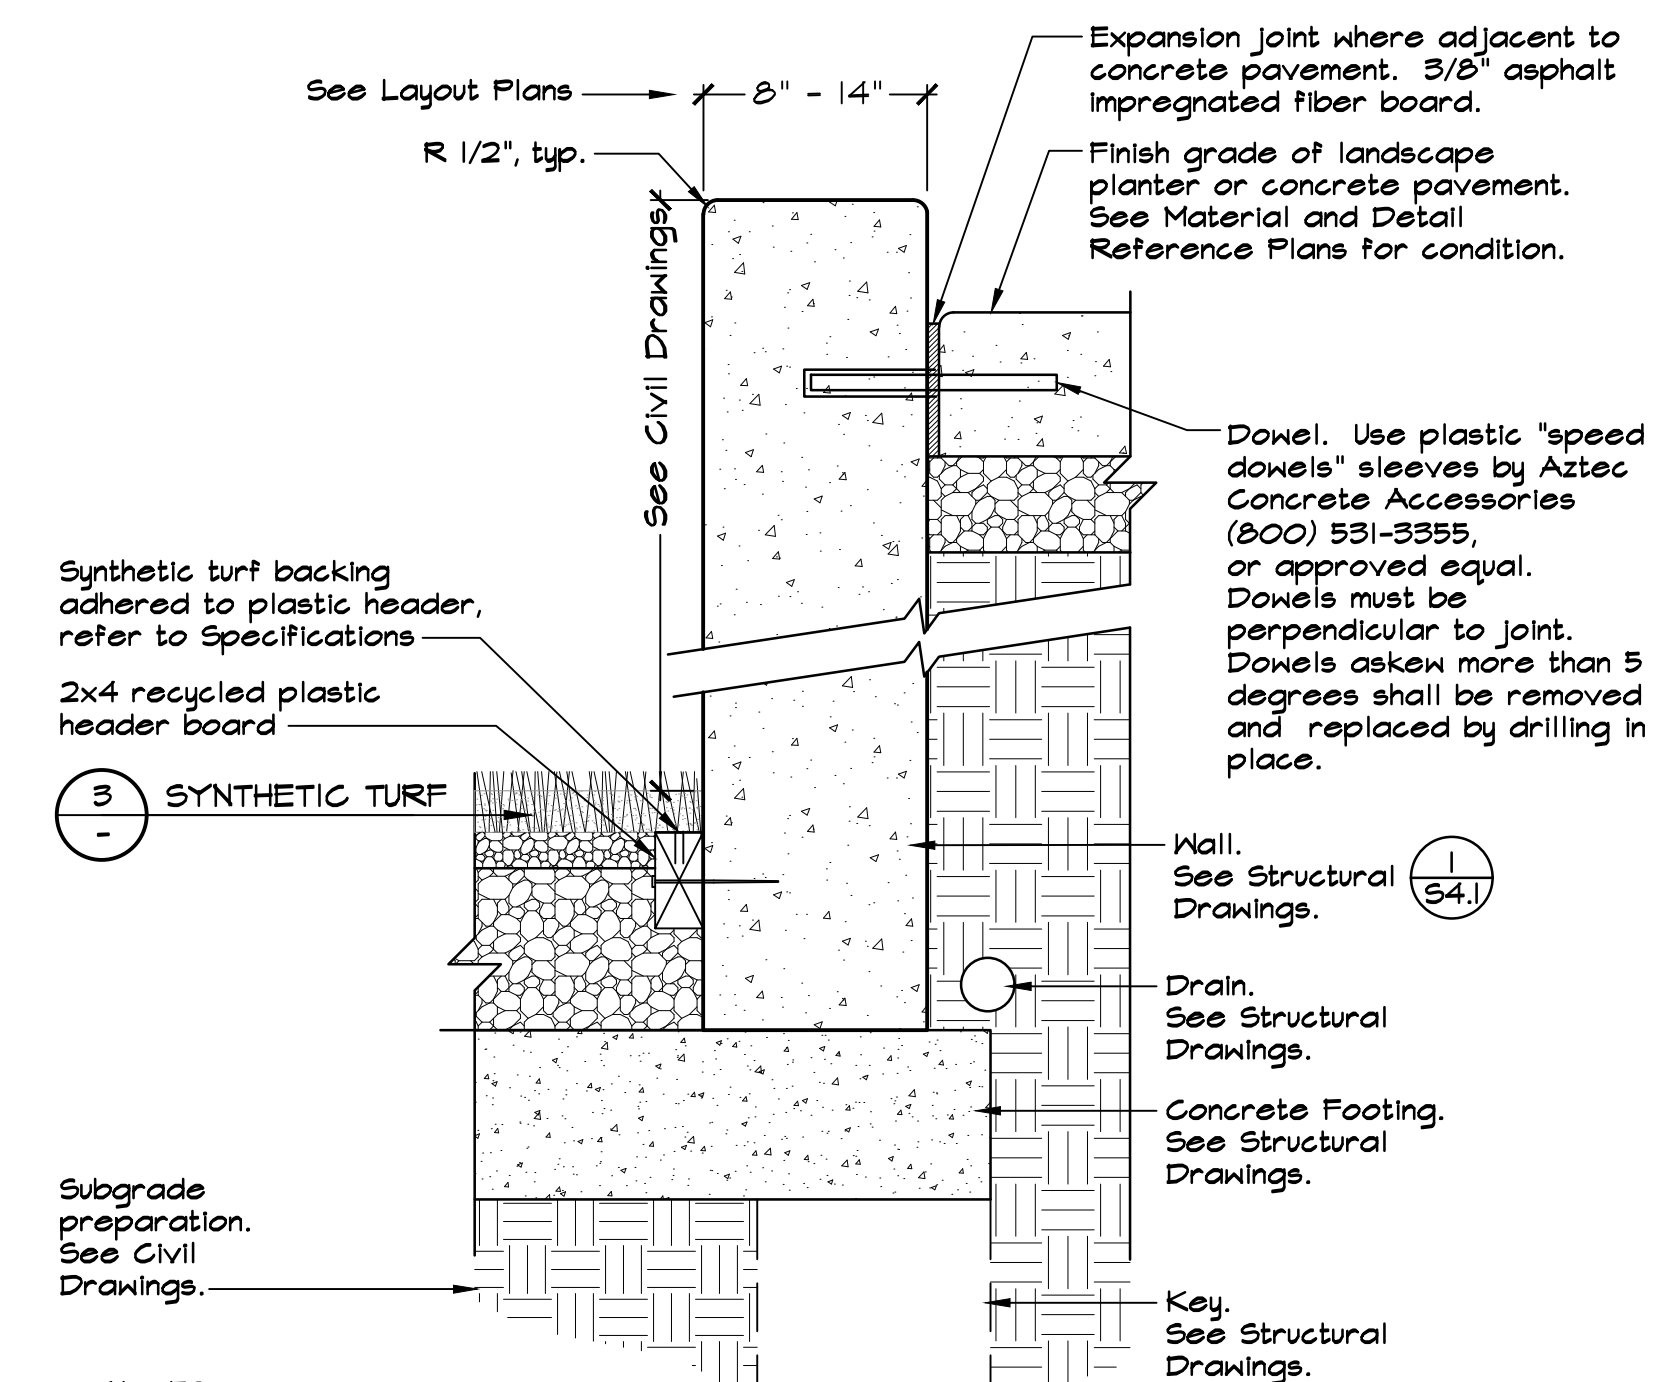 Expansion joint where adjacent to
concrete pavement.  3/8" asphalt
impregnated fiber board.
See Layout Plans
8" - 14"
R 1/2", typ.
Finish grade of landscape
planter or concrete pavement.
See Material and Detail
Reference Plans for condition.
See Civil Drawings
Dowel.  Use plastic "speed
dowels" sleeves by Aztec
Concrete Accessories
(800) 531-3355,
or approved equal.
Dowels must be
perpendicular to joint.
Dowels askew more than 5
degrees shall be removed
and  replaced by drilling in
place.
Synthetic turf backing
adhered to plastic header,
refer to Specifications
2x4 recycled plastic
header board
3
-
SYNTHETIC TURF
Wall.
See Structural
Drawings.
1
S4.1
Drain.
See Structural
Drawings.
Concrete Footing.
See Structural
Drawings.
Subgrade
preparation.
See Civil
Drawings.
Key.
See Structural
Drawings.